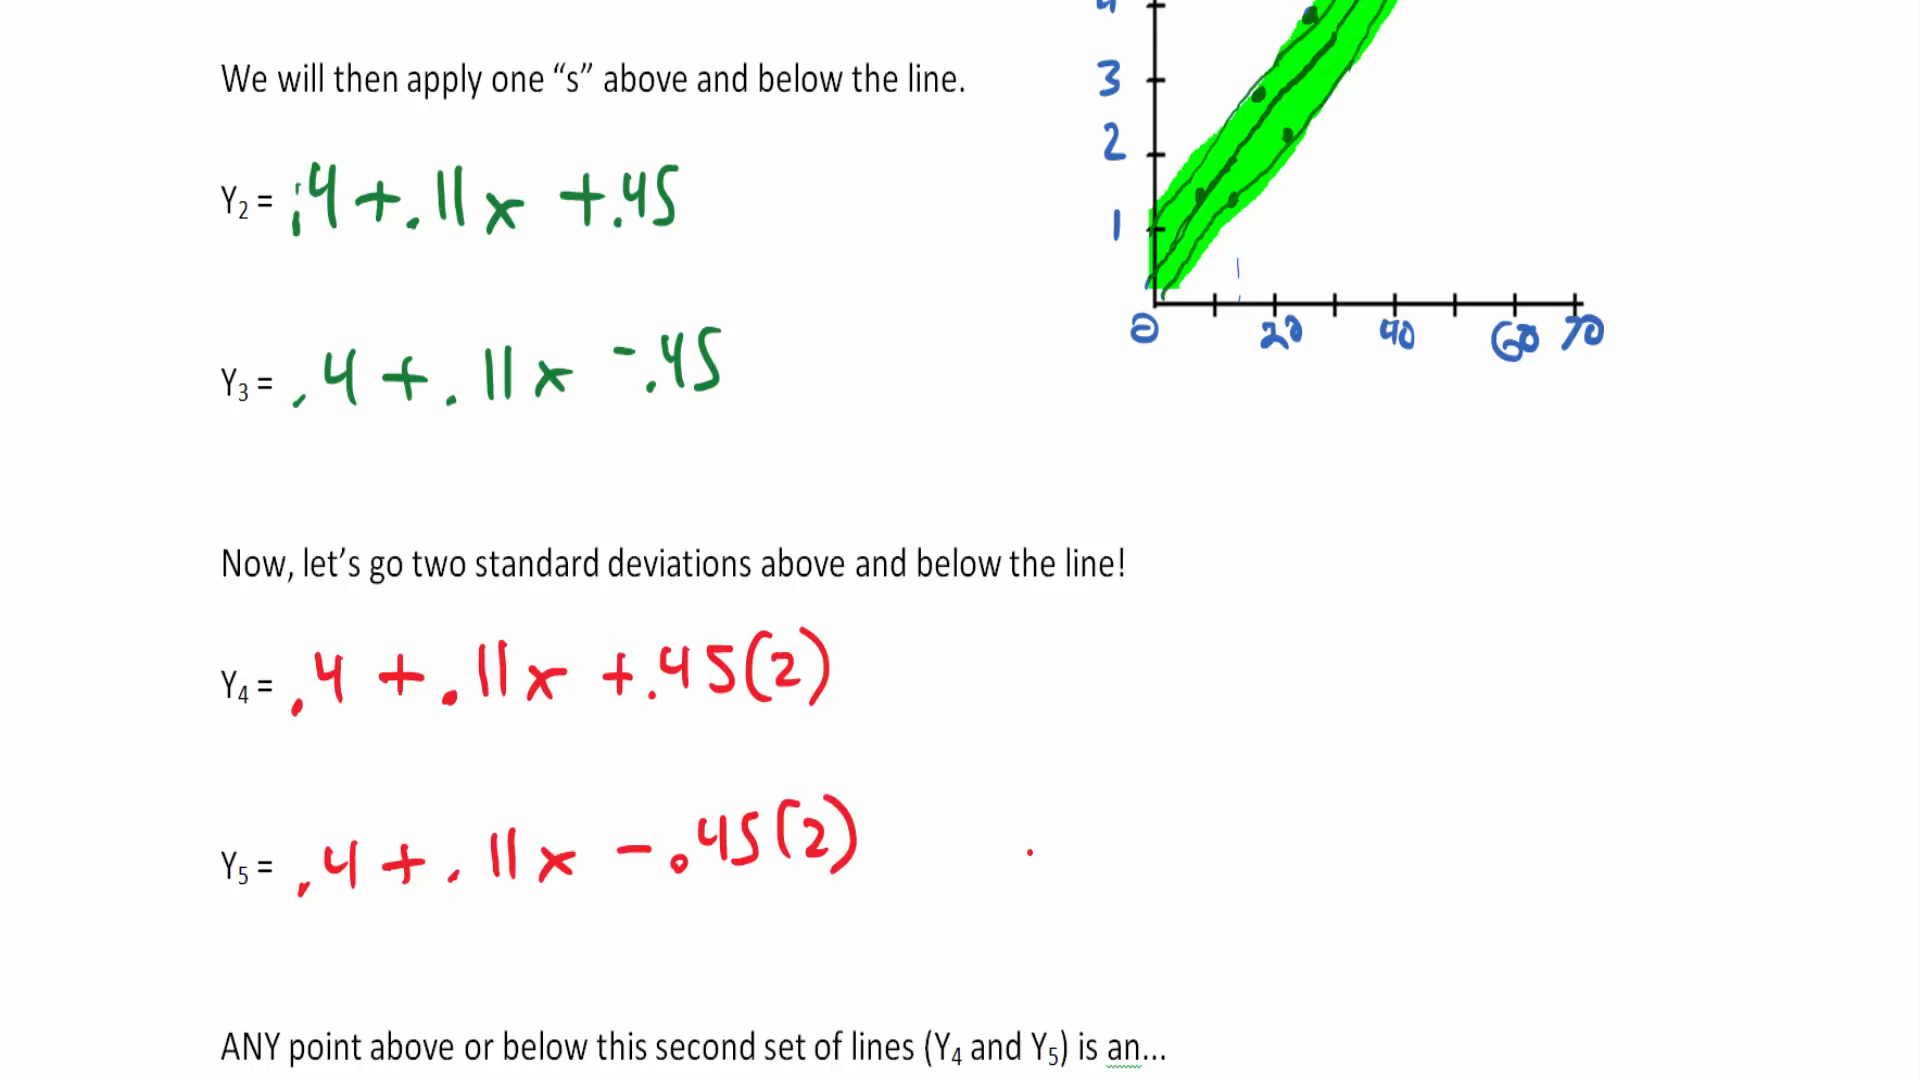 We will then apply one “s” above and below the line.
Y₂ = .4 + .11x + .45
Y₃ = .4 + .11x - .45
4
3
2
1
0 20 40 60 70
Now, let’s go two standard deviations above and below the line!
Y₄ = .4 + .11x + .45(2)
Y₅ = .4 + .11x - .45(2)
ANY point above or below this second set of lines (Y₄ and Y₅) is an...